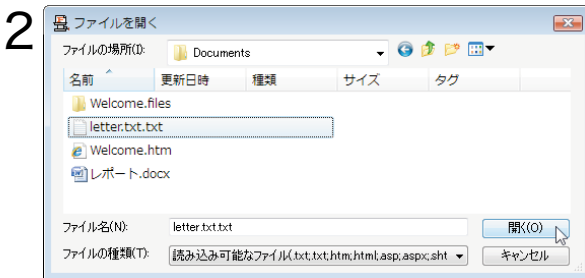 2
ファイルを開く
ファイルの場所(I): Documents
名前 更新日時 種類 サイズ タグ
Welcome.files
letter.txt.txt
Welcome.htm
レポート.docx
ファイル名(N): letter.txt.txt 開く(O)
ファイルの種類(T): 読み込み可能なファイル(.txt;txt;htm;html;asp;aspx;.sht キャンセル